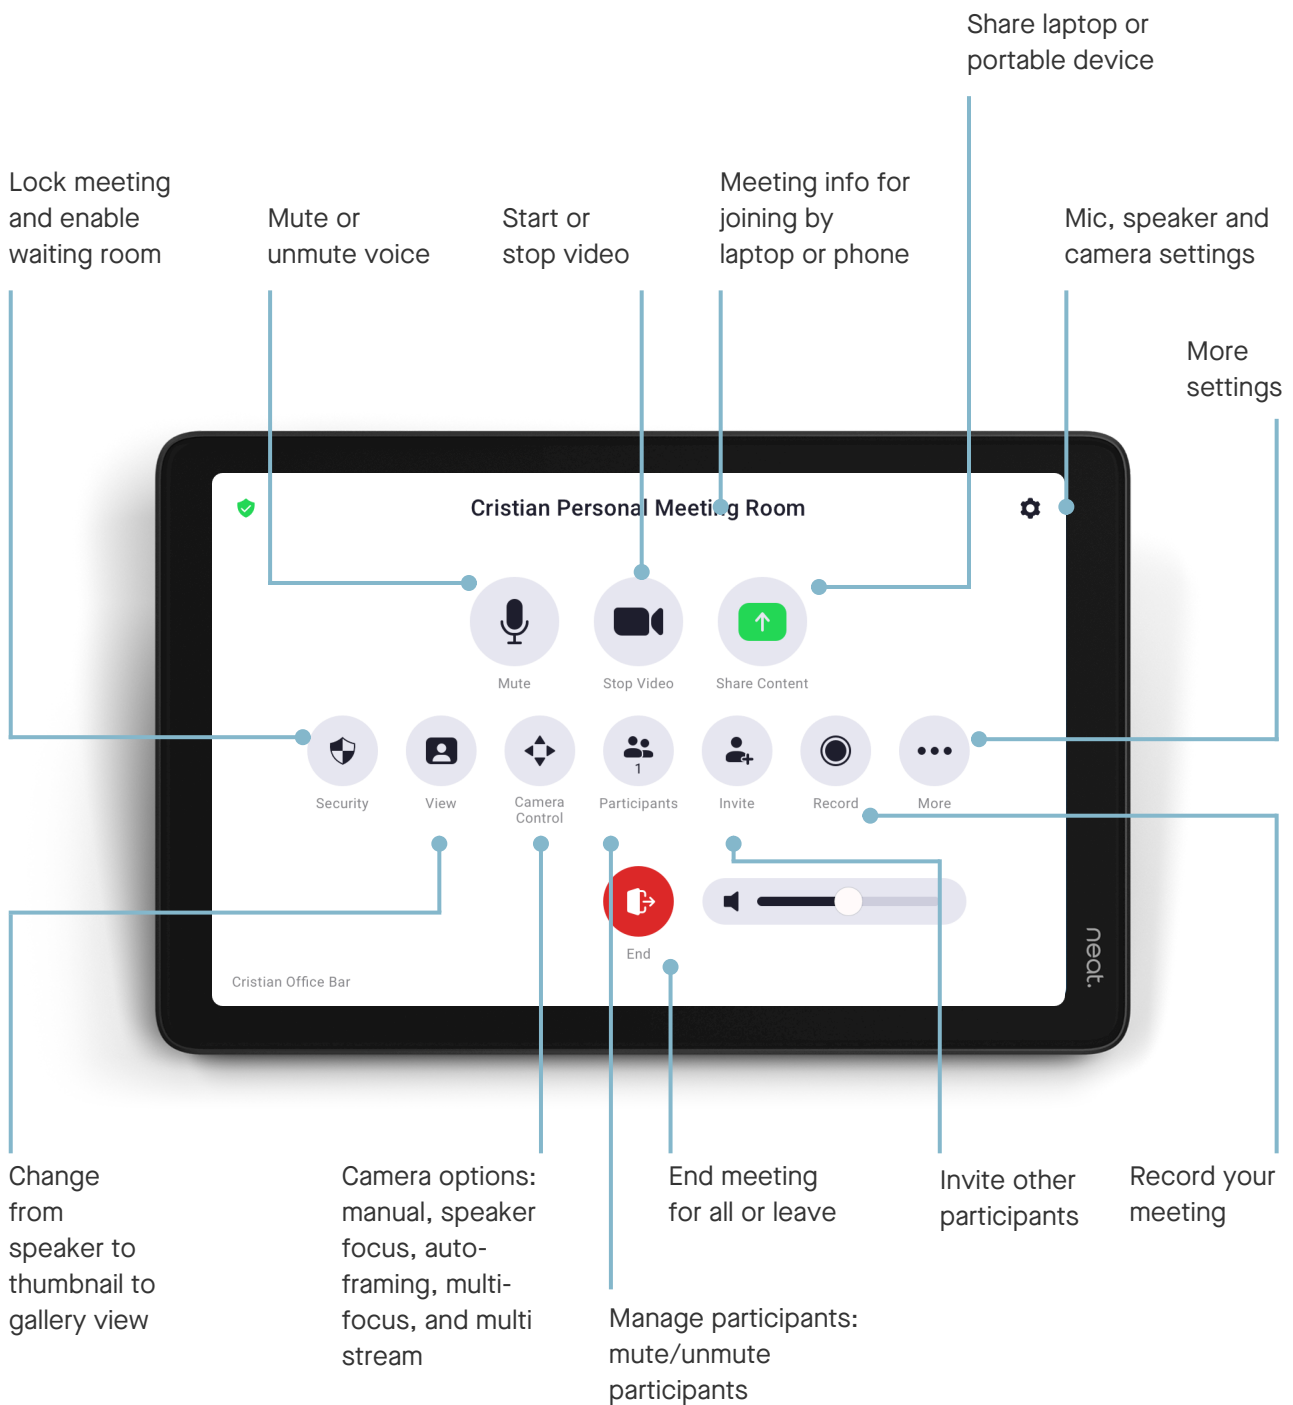 Share laptop or
portable device
Lock meeting
and enable
waiting room
Mute or
unmute voice
Start or
stop video
Meeting info for
joining by
laptop or phone
Mic, speaker and
camera settings
More
settings
Cristian Personal Meeting Room
Mute
Stop Video
Share Content
1
Security
View
Camera
Control
Participants
Invite
Record
More
End
Cristian Office Bar
neat.
Change
from
speaker to
thumbnail to
gallery view
Camera options:
manual, speaker
focus, auto-
framing, multi-
focus, and multi
stream
End meeting
for all or leave
Invite other
participants
Record your
meeting
Manage participants:
mute/unmute
participants